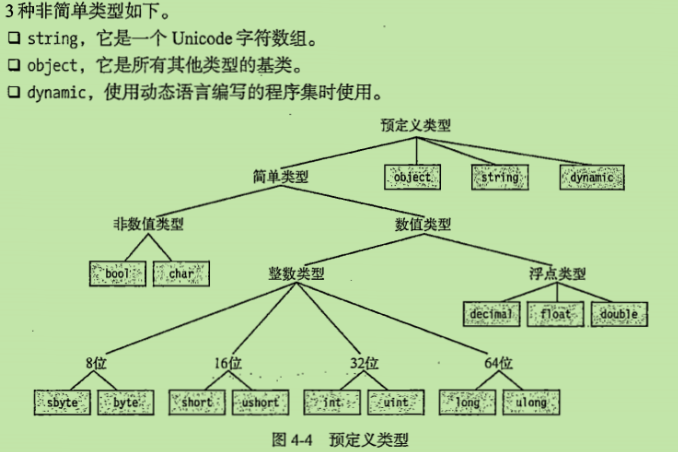 3种非简单类型如下。
❑ string，它是一个 Unicode 字符数组。
❑ object，它是所有其他类型的基类。
❑ dynamic，使用动态语言编写的程序集时使用。
预定义类型
简单类型 object string dynamic
非数值类型 数值类型
bool char 整数类型 浮点类型
decimal float double
8位 16位 32位 64位
sbyte byte short ushort int uint long ulong
图 4-4 预定义类型